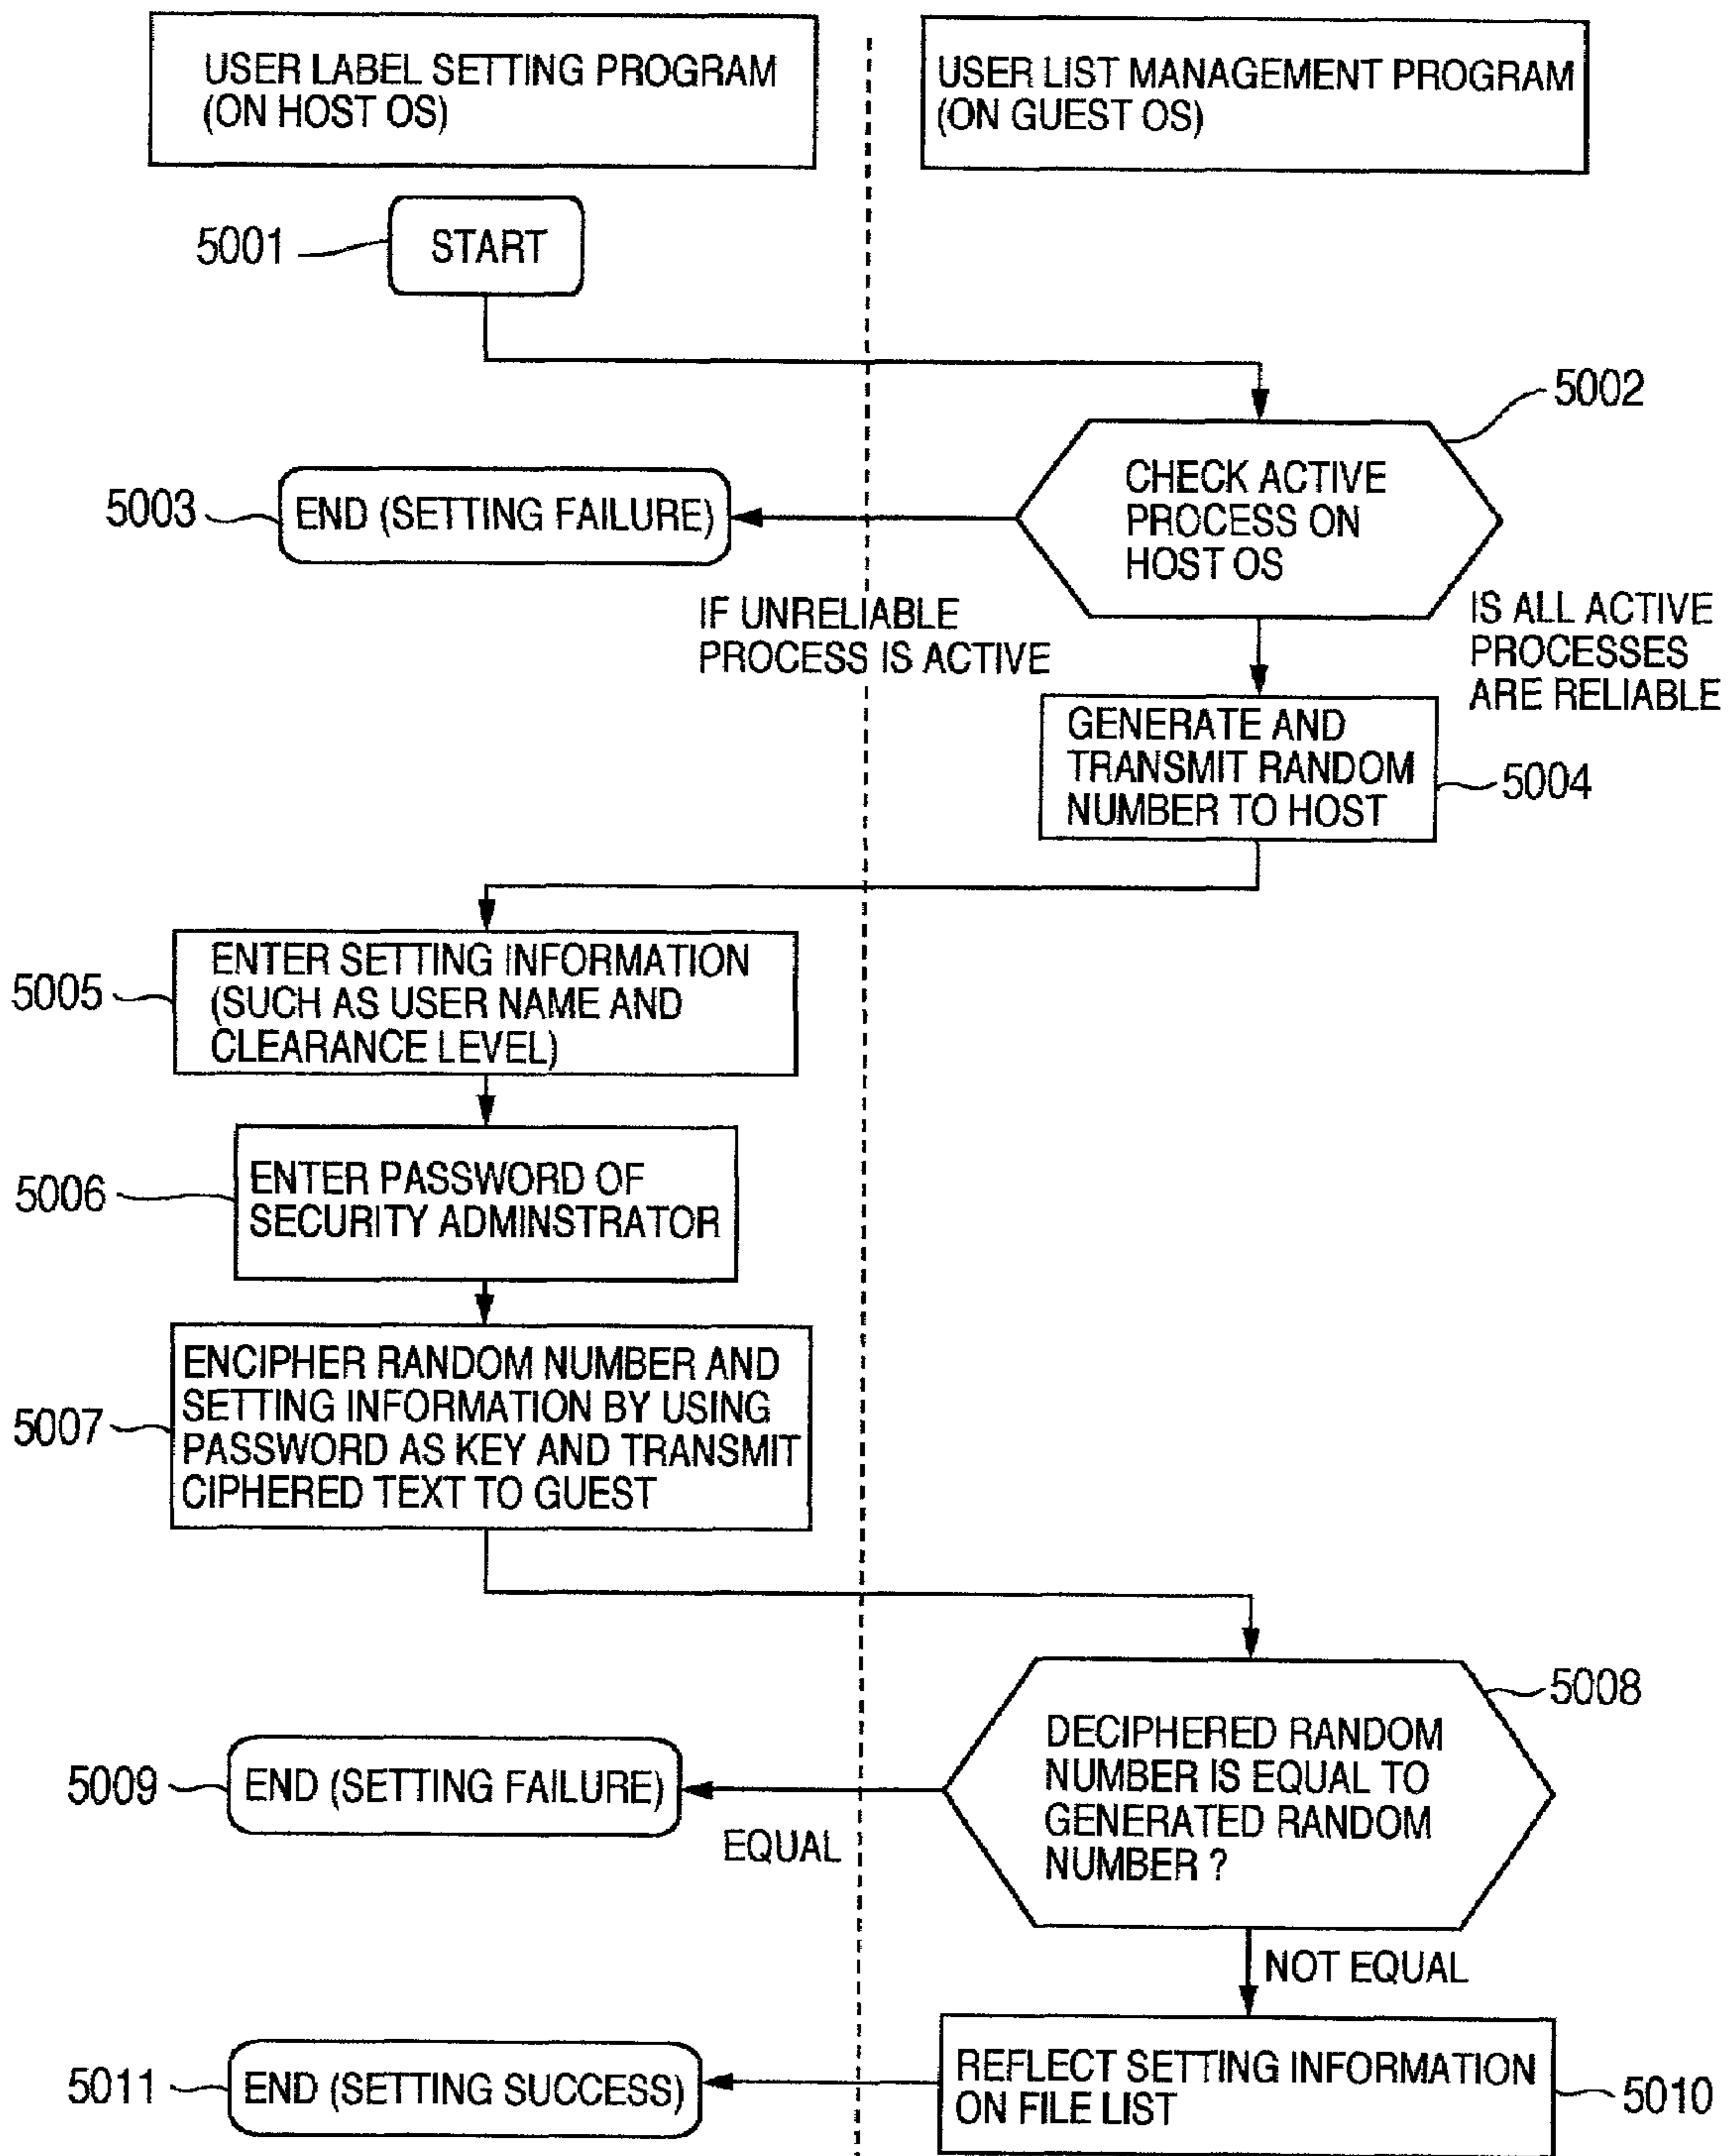 USER LABEL SETTING PROGRAM
(ON HOST OS)
USER LIST MANAGEMENT PROGRAM
(ON GUEST OS)
5001
START
5002
CHECK ACTIVE
PROCESS ON
HOST OS
5003
END (SETTING FAILURE)
IF UNRELIABLE
PROCESS IS ACTIVE
IS ALL ACTIVE
PROCESSES
ARE RELIABLE
GENERATE AND
TRANSMIT RANDOM
NUMBER TO HOST
5004
5005
ENTER SETTING INFORMATION
(SUCH AS USER NAME AND
CLEARANCE LEVEL)
5006
ENTER PASSWORD OF
SECURITY ADMINSTRATOR
5007
ENCIPHER RANDOM NUMBER AND
SETTING INFORMATION BY USING
PASSWORD AS KEY AND TRANSMIT
CIPHERED TEXT TO GUEST
5008
DECIPHERED RANDOM
NUMBER IS EQUAL TO
GENERATED RANDOM
NUMBER ?
5009
END (SETTING FAILURE)
EQUAL
NOT EQUAL
5011
END (SETTING SUCCESS)
REFLECT SETTING INFORMATION
ON FILE LIST
5010